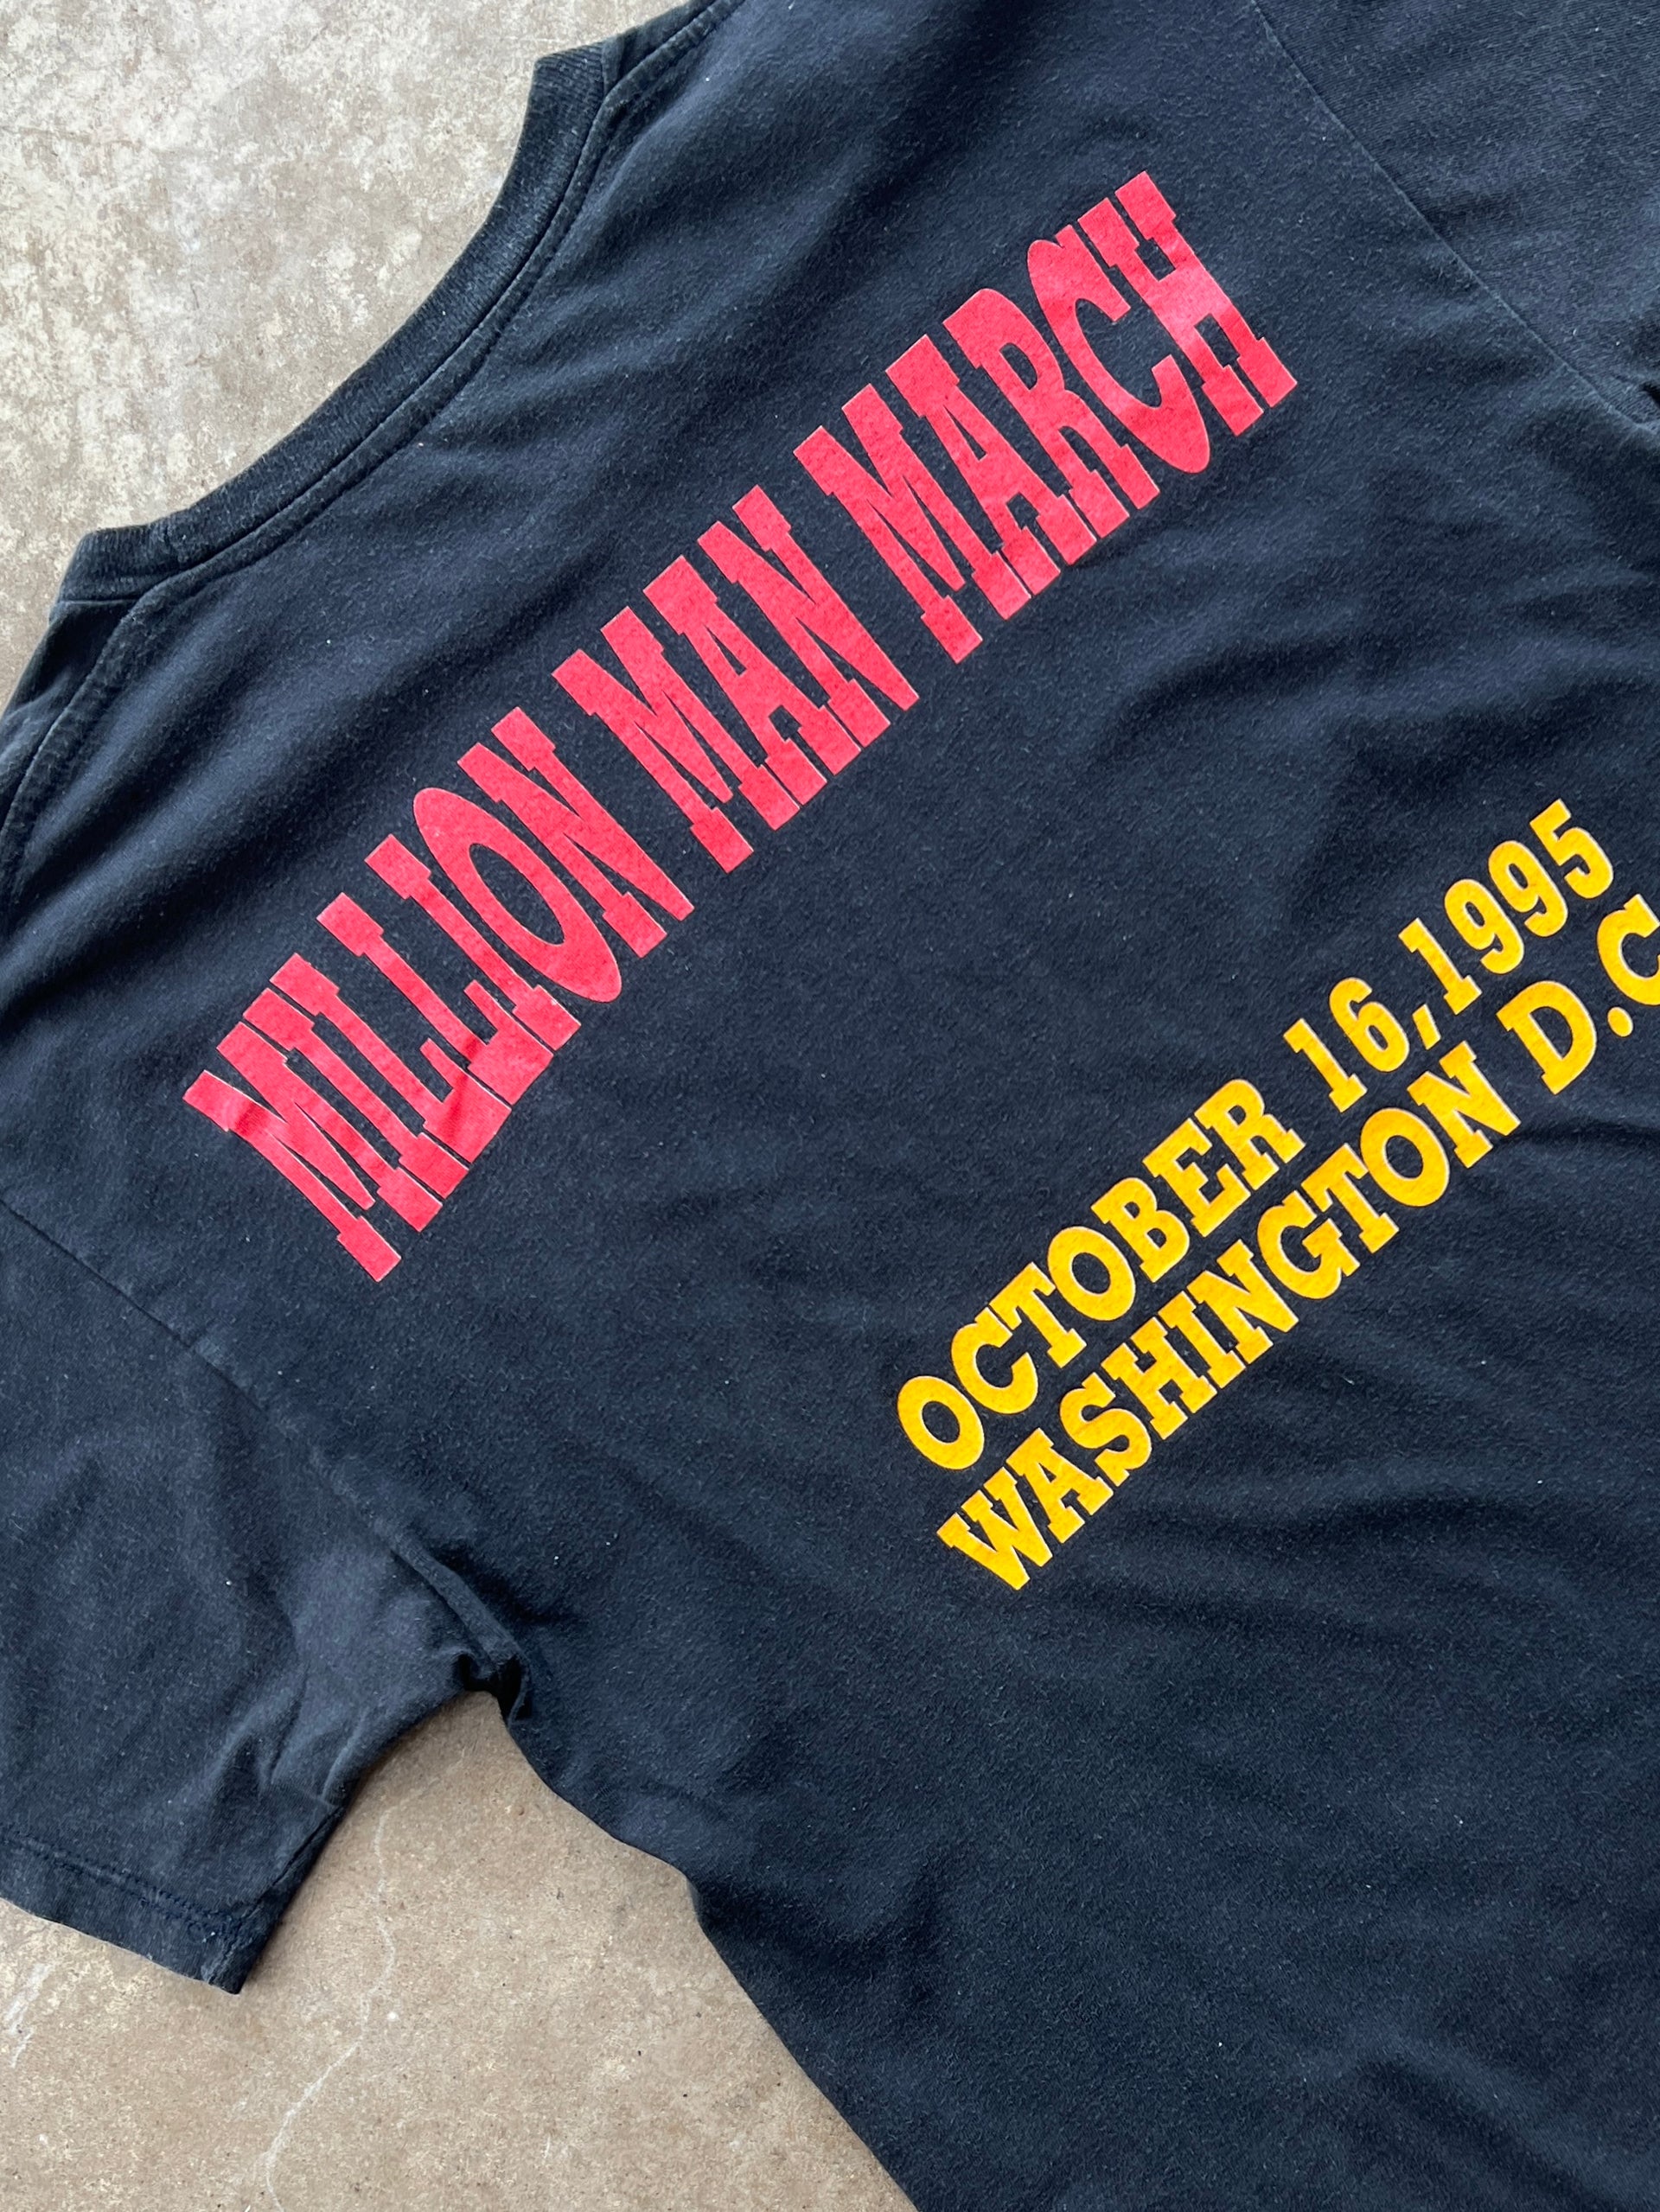 MILLION MAN MARCH
OCTOBER 16, 1995
WASHINGTON D.C